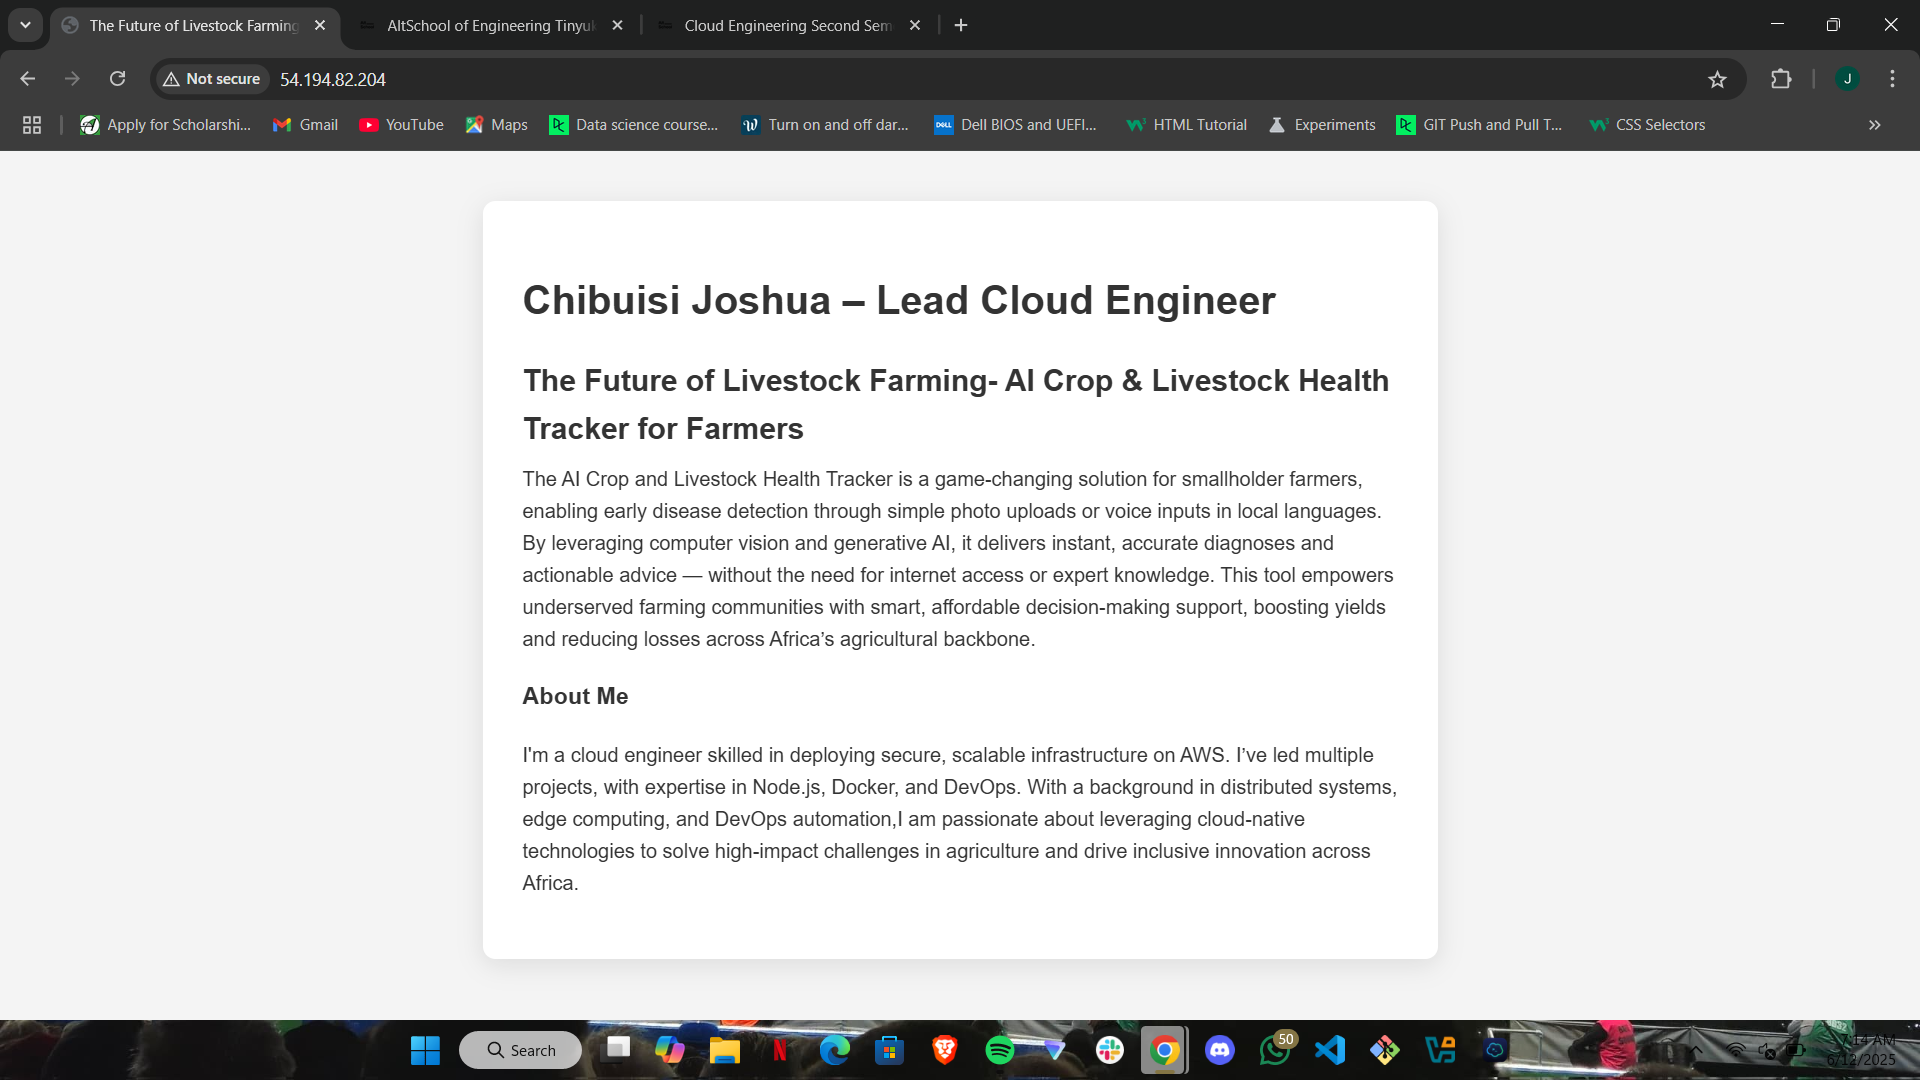 The Future of Livestock Farming
AltSchool of Engineering Tinyuk
Cloud Engineering Second Sem
Not secure 54.194.82.204
J
Apply for Scholarshi... Gmail YouTube Maps Data science course... Turn on and off dar... Dell BIOS and UEFI... HTML Tutorial Experiments GIT Push and Pull T... CSS Selectors
Chibuisi Joshua – Lead Cloud Engineer
The Future of Livestock Farming- AI Crop & Livestock Health
Tracker for Farmers
The AI Crop and Livestock Health Tracker is a game-changing solution for smallholder farmers,
enabling early disease detection through simple photo uploads or voice inputs in local languages.
By leveraging computer vision and generative AI, it delivers instant, accurate diagnoses and
actionable advice — without the need for internet access or expert knowledge. This tool empowers
underserved farming communities with smart, affordable decision-making support, boosting yields
and reducing losses across Africa’s agricultural backbone.
About Me
I'm a cloud engineer skilled in deploying secure, scalable infrastructure on AWS. I’ve led multiple
projects, with expertise in Node.js, Docker, and DevOps. With a background in distributed systems,
edge computing, and DevOps automation,I am passionate about leveraging cloud-native
technologies to solve high-impact challenges in agriculture and drive inclusive innovation across
Africa.
Search
50
7:14 AM
6/12/2025